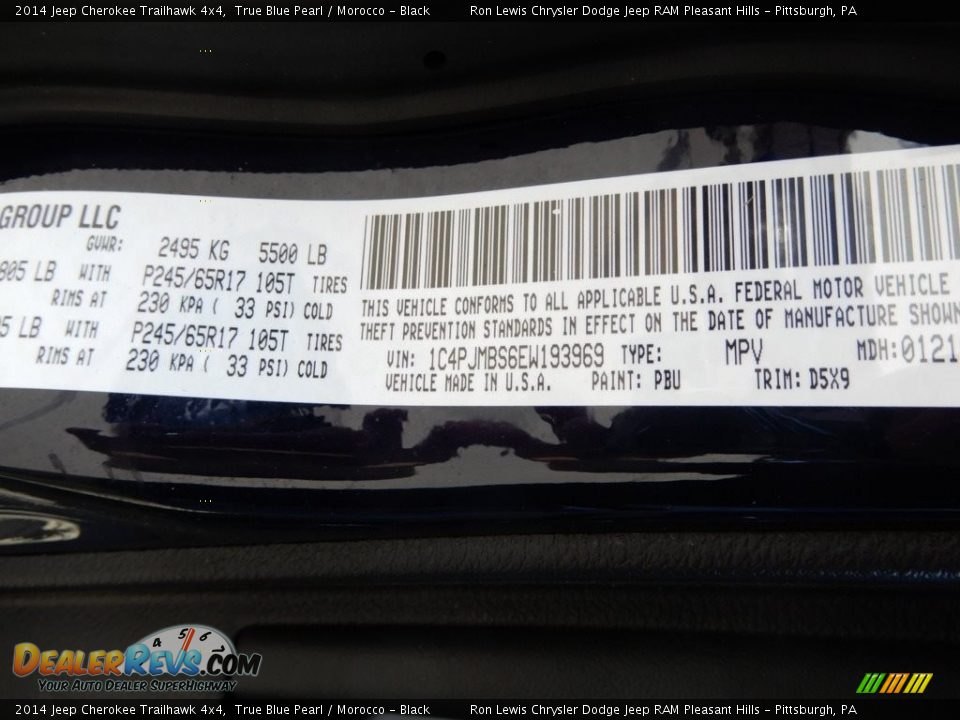 2014 Jeep Cherokee Trailhawk 4x4,  True Blue Pearl / Morocco - Black Ron Lewis Chrysler Dodge Jeep RAM Pleasant Hills - Pittsburgh, PA
GROUP LLC
GVWR: 2495 KG 5500 LB
805 LB WITH P245/65R17 105T TIRES
RIMS AT 230 KPA ( 33 PSI) COLD
5 LB WITH P245/65R17 105T TIRES
RIMS AT 230 KPA ( 33 PSI) COLD
THIS VEHICLE CONFORMS TO ALL APPLICABLE U.S.A. FEDERAL MOTOR VEHICLE
THEFT PREVENTION STANDARDS IN EFFECT ON THE DATE OF MANUFACTURE SHOWN
VIN: 1C4PJMBS6EW193969 TYPE: MPV MDH: 0121
VEHICLE MADE IN U.S.A. PAINT: PBU TRIM: D5X9
4 5 6
DEALERREVS.COM
YOUR AUTO DEALER SUPERHIGHWAY
2014 Jeep Cherokee Trailhawk 4x4,  True Blue Pearl / Morocco - Black Ron Lewis Chrysler Dodge Jeep RAM Pleasant Hills - Pittsburgh, PA